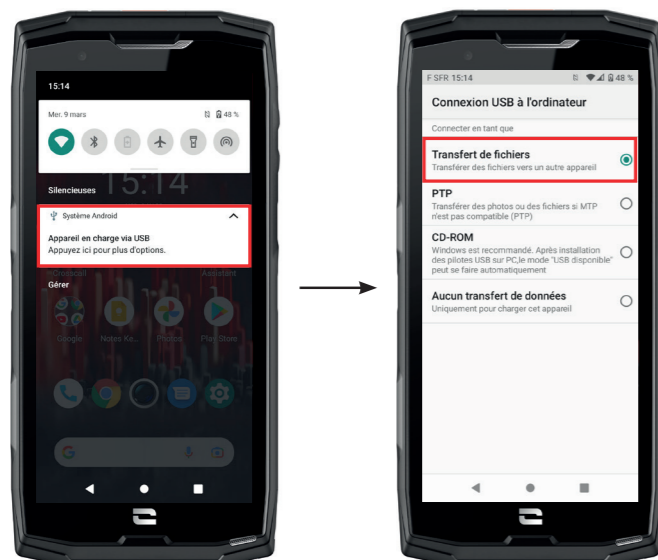 15:14
Mer. 9 mars
48 %
15:14
Silencieuses
Système Android
Appareil en charge via USB
Appuyez ici pour plus d'options.
Crosscall
Assistent
Gérer
Google
Notes Ke...
Photos
Play Store
G
F SFR 15:14
48 %
Connexion USB à l'ordinateur
Connecter en tant que
Transfert de fichiers
Transférer des fichiers vers un autre appareil
PTP
Transférer des photos ou des fichiers si MTP
n'est pas compatible (PTP)
CD-ROM
Windows est recommandé. Après installation
des pilotes USB sur PC,le mode "USB disponible"
peut se faire automatiquement
Aucun transfert de données
Uniquement pour charger cet appareil